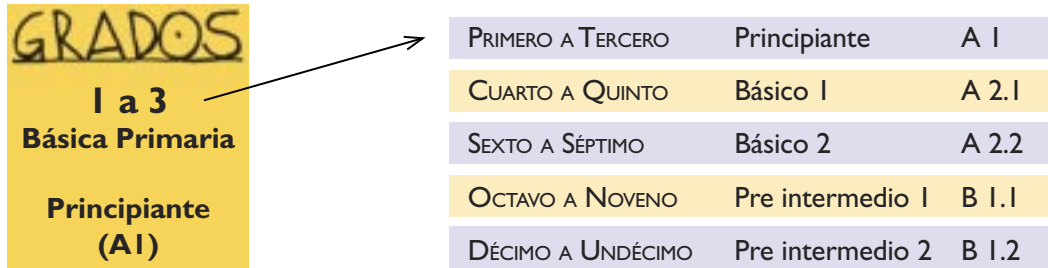 GRADOS
1 a 3
Básica Primaria
Principiante
(A1)
PRIMERO A TERCERO Principiante A 1
CUARTO A QUINTO Básico 1 A 2.1
SEXTO A SÉPTIMO Básico 2 A 2.2
OCTAVO A NOVENO Pre intermedio 1 B 1.1
DÉCIMO A UNDÉCIMO Pre intermedio 2 B 1.2